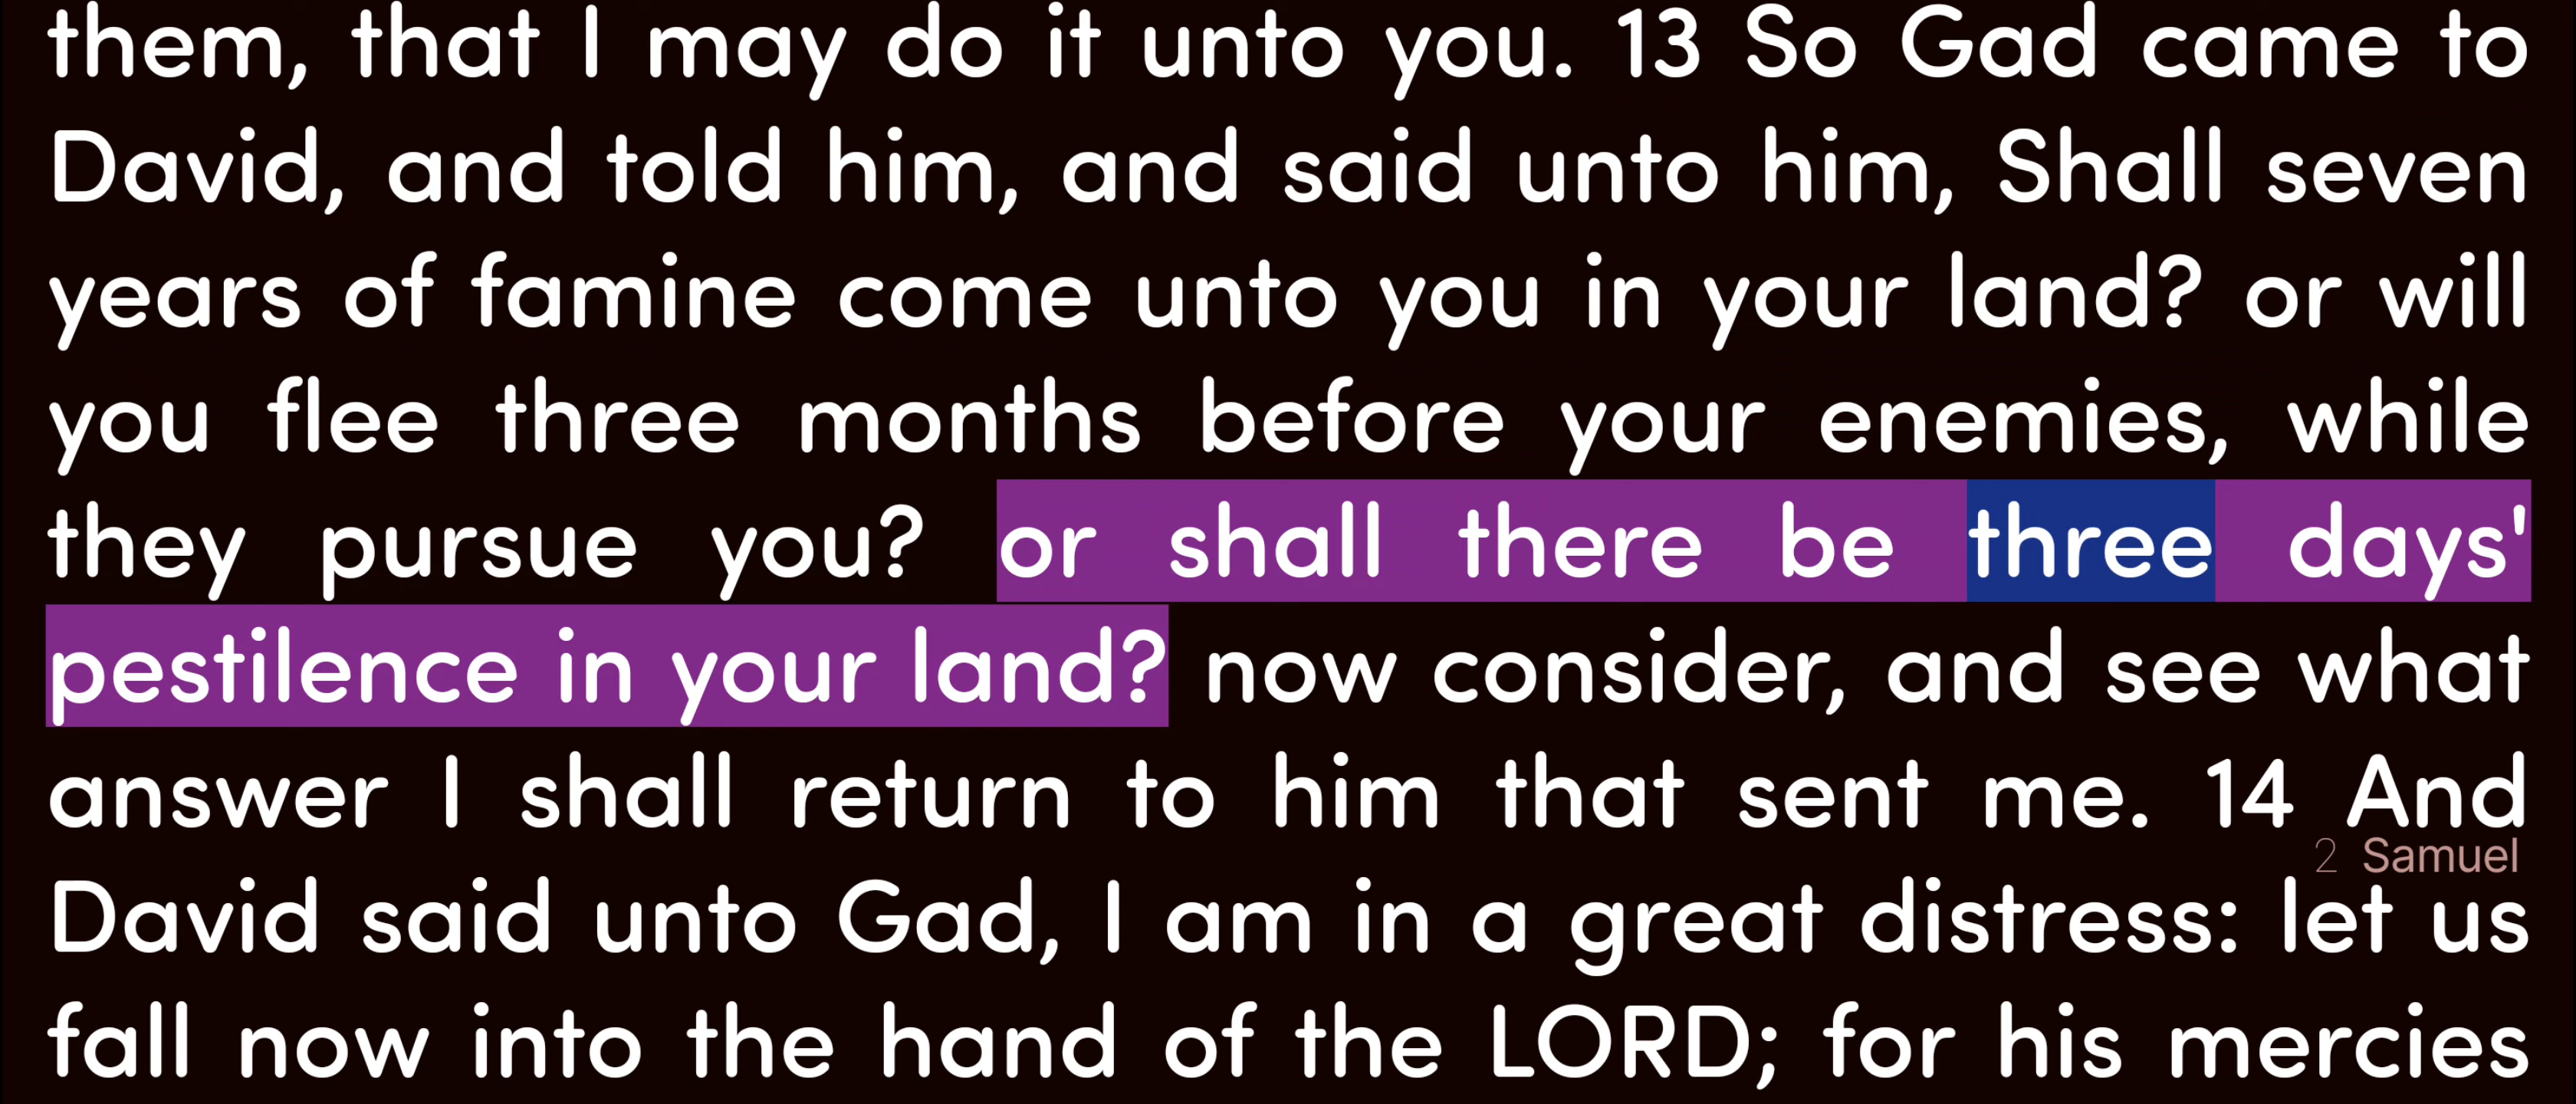 them, that I may do it unto you. 13 So Gad came to
David, and told him, and said unto him, Shall seven
years of famine come unto you in your land? or will
you flee three months before your enemies, while
they pursue you? or shall there be three days'
pestilence in your land? now consider, and see what
answer I shall return to him that sent me. 14 And
2 Samuel
David said unto Gad, I am in a great distress: let us
fall now into the hand of the LORD; for his mercies